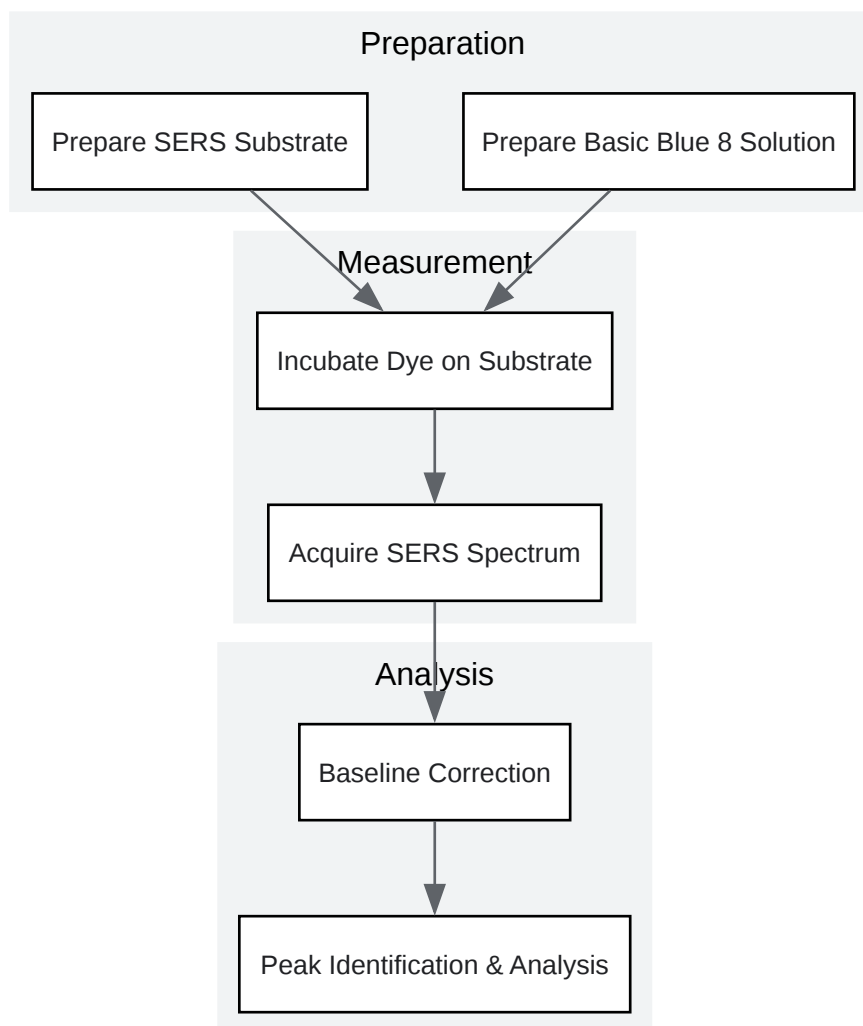 Preparation
Prepare SERS Substrate
Prepare Basic Blue 8 Solution
Measurement
Incubate Dye on Substrate
Acquire SERS Spectrum
Analysis
Baseline Correction
Peak Identification & Analysis